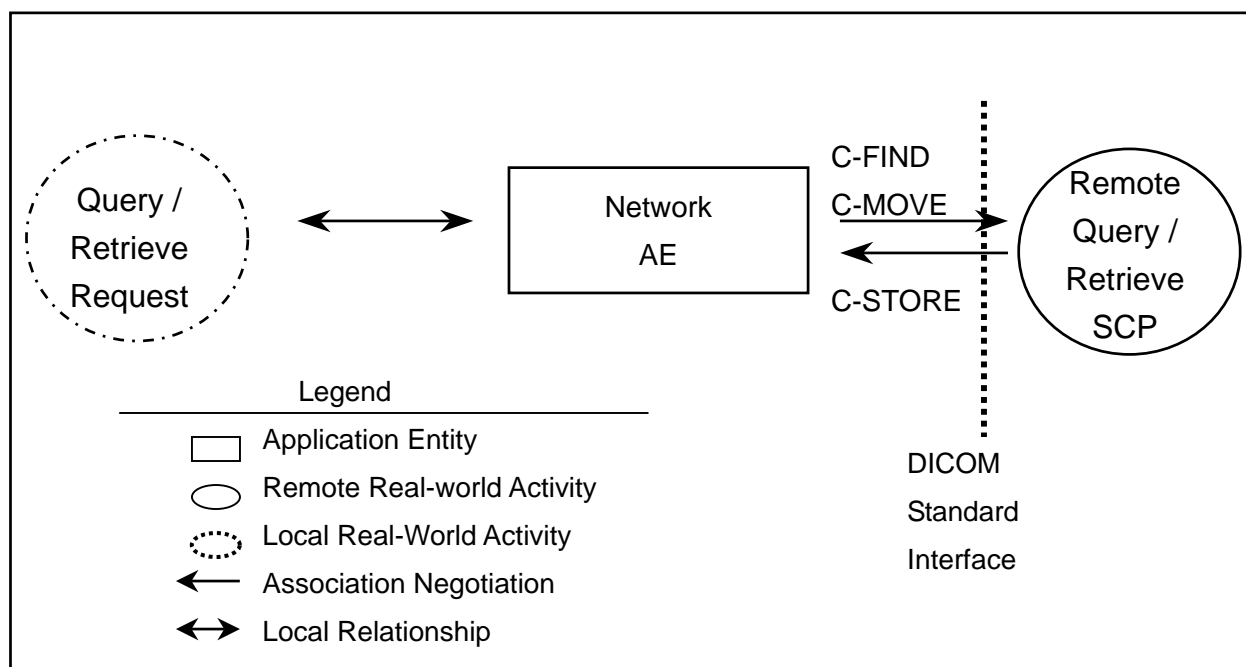 Query /
Retrieve
Request
Network
AE
C-FIND
C-MOVE
C-STORE
Remote
Query /
Retrieve
SCP
DICOM
Standard
Interface
Legend
Application Entity
Remote Real-world Activity
Local Real-World Activity
Association Negotiation
Local Relationship